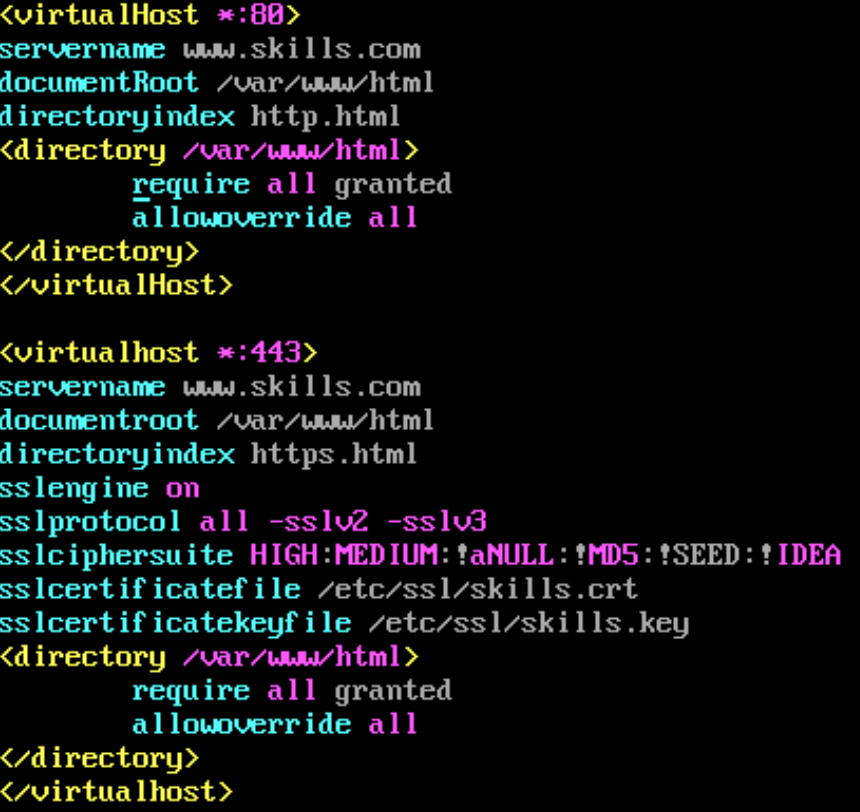 <virtualHost *:80>
servername www.skills.com
documentRoot /var/www/html
directoryindex http.html
<directory /var/www/html>
        require all granted
        allowoverride all
</directory>
</virtualHost>

<virtualhost *:443>
servername www.skills.com
documentroot /var/www/html
directoryindex https.html
sslengine on
sslprotocol all -sslv2 -sslv3
sslciphersuite HIGH:MEDIUM:!aNULL:!MD5:!SEED:!IDEA
sslcertificatefile /etc/ssl/skills.crt
sslcertificatekeyfile /etc/ssl/skills.key
<directory /var/www/html>
        require all granted
        allowoverride all
</directory>
</virtualhost>